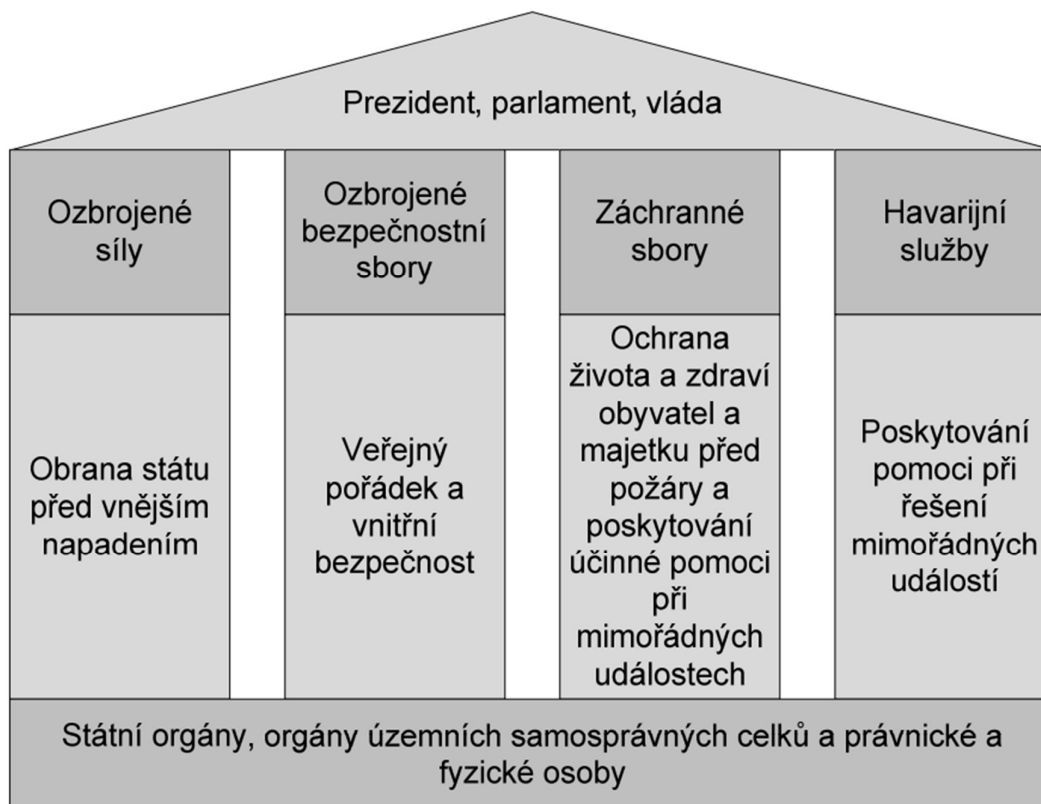 Prezident, parlament, vláda
Ozbrojené
síly
Ozbrojené
bezpečnostní
sbory
Záchranné
sbory
Havarijní
služby
Obrana státu
před vnějším
napadením
Veřejný
pořádek a
vnitřní
bezpečnost
Ochrana
života a zdraví
obyvatel a
majetku před
požáry a
poskytování
účinné pomoci
při
mimořádných
událostech
Poskytování
pomoci při
řešení
mimořádných
událostí
Státní orgány, orgány územních samosprávných celků a právnické a
fyzické osoby